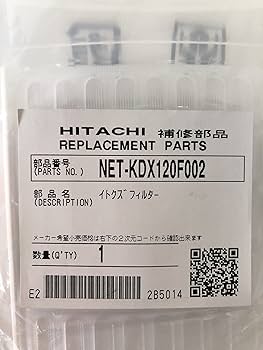 HITACHI 補修部品
REPLACEMENT PARTS
部品番号 (PARTS NO.) NET-KDX120F002
部品名 (DESCRIPTION) イトクズフィルター
メーカー希望小売価格は右下の2次元コードから確認出来ます
数量(Q'TY) 1
E2 2B5014